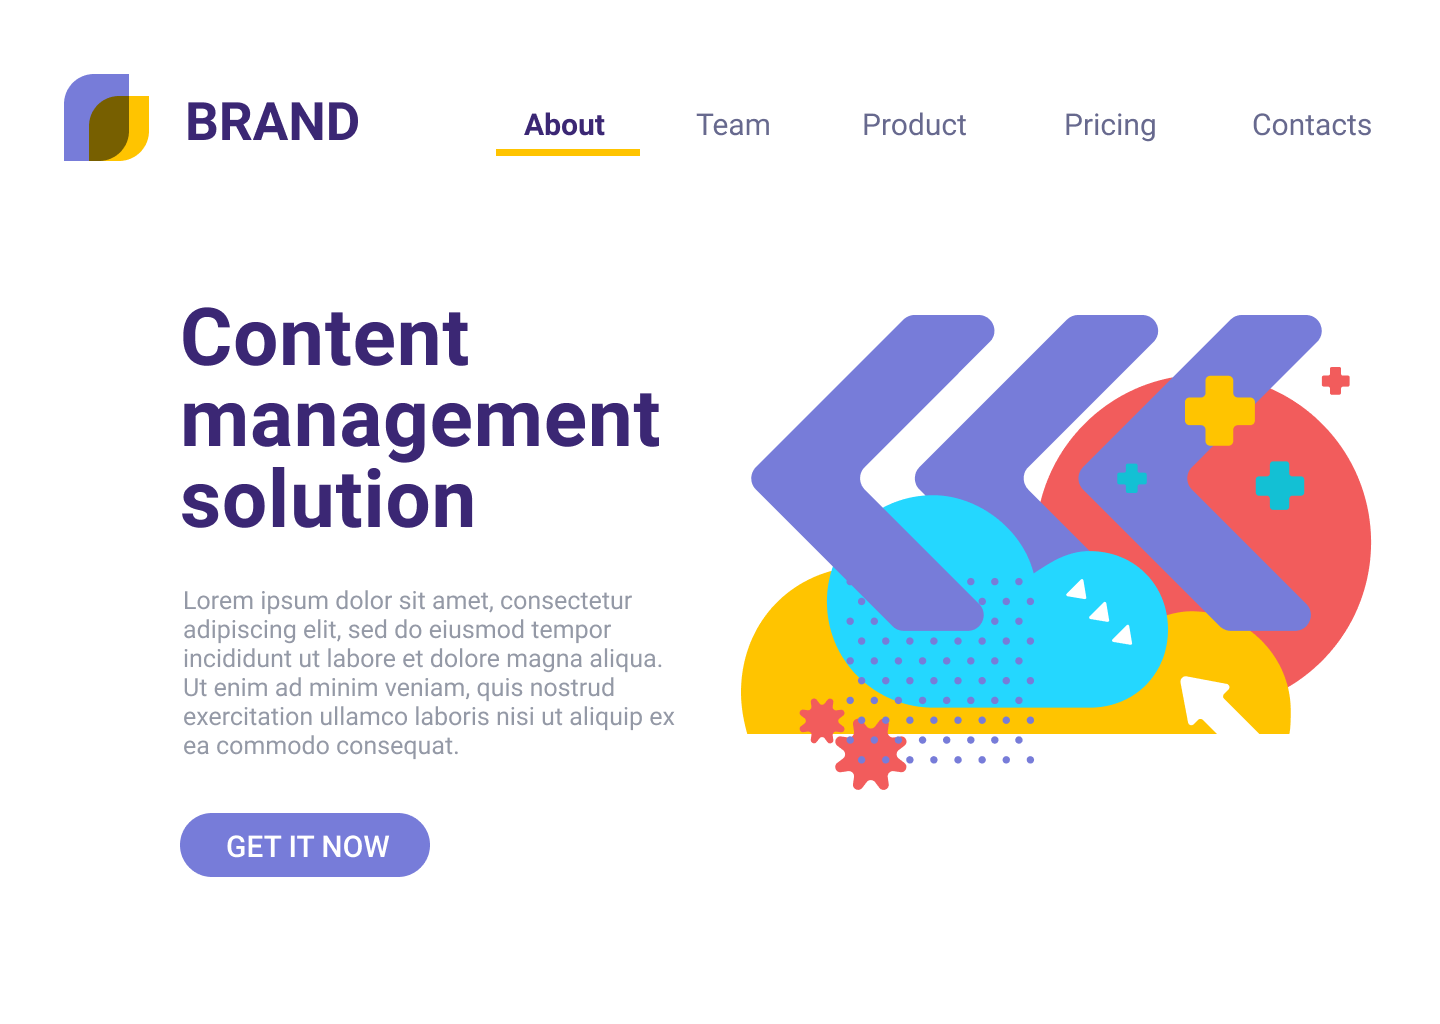 BRAND
About
Team
Product
Pricing
Contacts
Content
management
solution
Lorem ipsum dolor sit amet, consectetur
adipiscing elit, sed do eiusmod tempor
incididunt ut labore et dolore magna aliqua.
Ut enim ad minim veniam, quis nostrud
exercitation ullamco laboris nisi ut aliquip ex
ea commodo consequat.
GET IT NOW